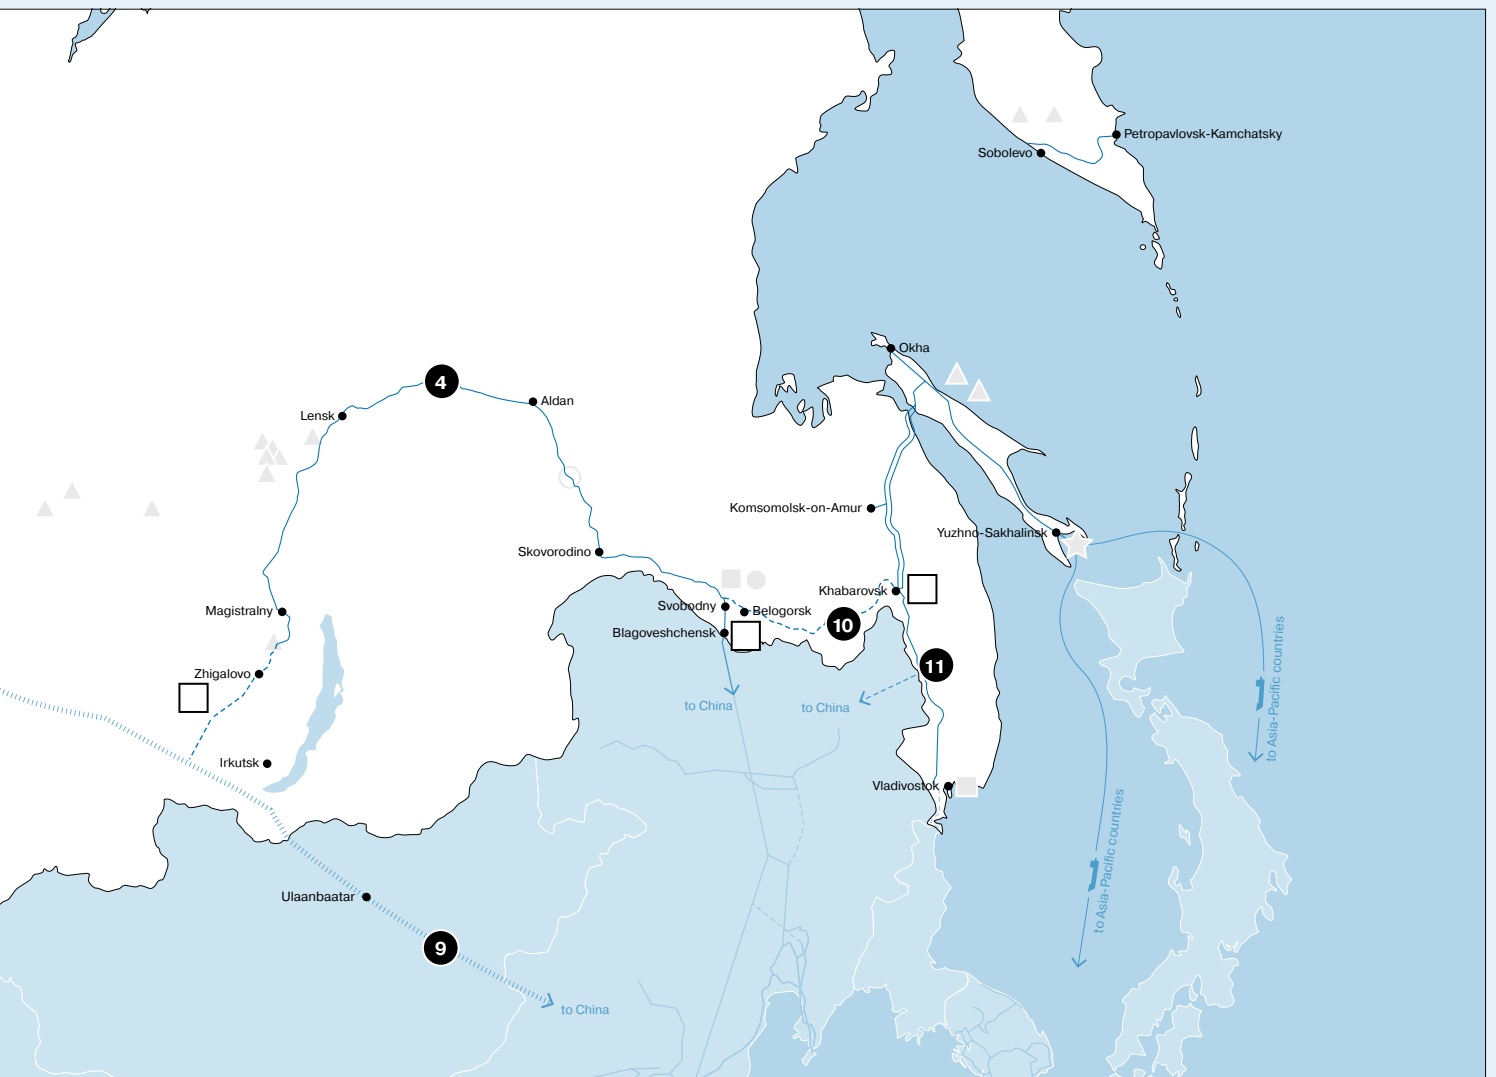 Petropavlovsk-Kamchatsky
Sobolevo
Okha
4
Aldan
Lensk
Komsomolsk-on-Amur
Yuzhno-Sakhalinsk
Skovorodino
Khabarovsk
Svobodny
Belogorsk
Magistralny
10
Blagoveshchensk
11
Zhigalovo
to China
to China
to Asia-Pacific countries
Irkutsk
Vladivostok
to Asia-Pacific countries
Ulaanbaatar
9
to China